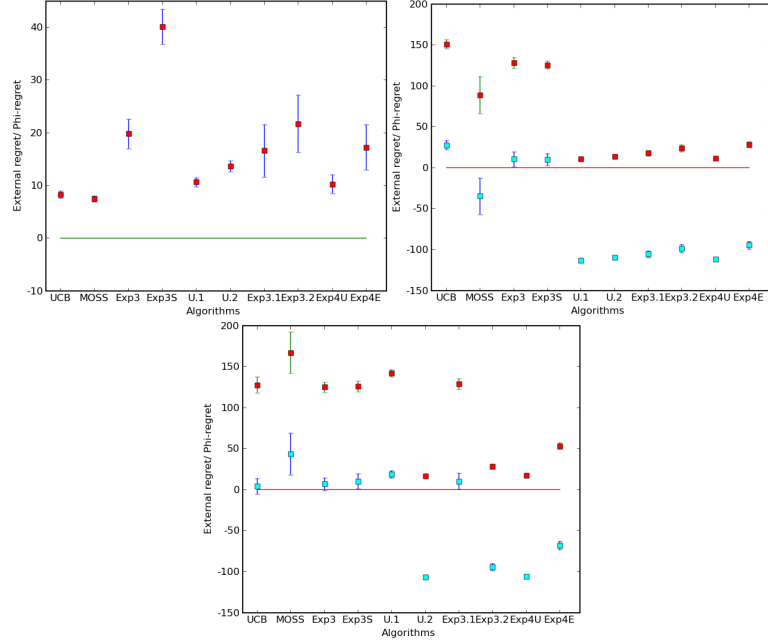 External regret/ Phi-regret
40
30
20
10
0
-10
UCB MOSS Exp3 Exp3S U.1 U.2 Exp3.1 Exp3.2 Exp4U Exp4E
Algorithms
External regret/ Phi-regret
200
150
100
50
0
-50
-100
-150
UCB MOSS Exp3 Exp3S U.1 U.2 Exp3.1 Exp3.2 Exp4U Exp4E
Algorithms
External regret/ Phi-regret
200
150
100
50
0
-50
-100
-150
UCB MOSS Exp3 Exp3S U.1 U.2 Exp3.1 Exp3.2 Exp4U Exp4E
Algorithms